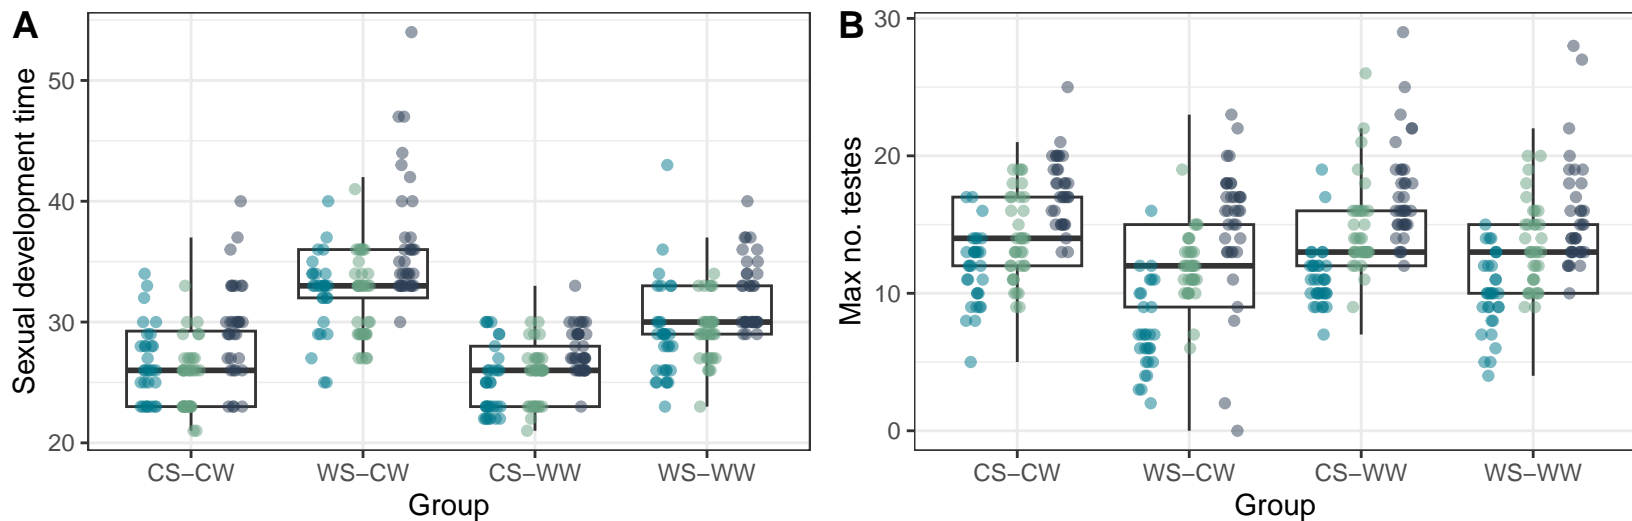 A
Sexual development time
50
40
30
20
CS–CW
WS–CW
CS–WW
WS–WW
Group
B
Max no. testes
30
20
10
0
CS–CW
WS–CW
CS–WW
WS–WW
Group